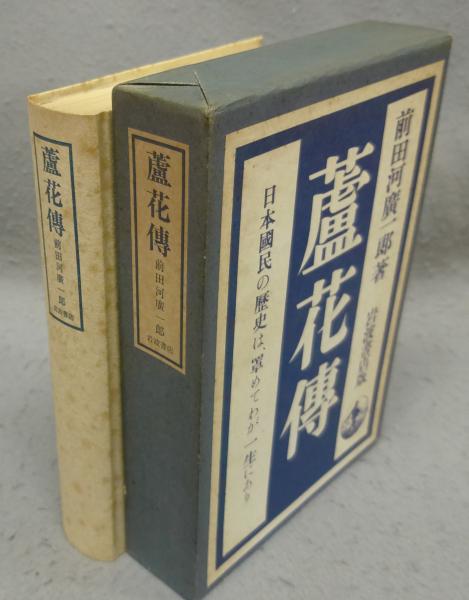 蘆花傳
前田河廣一郎
岩波書店
蘆花傳
前田河廣一郎
岩波書店
前田河廣一郎著
蘆花傳
岩波書店版
日本國民の歷史は、罩めてわが一生にあり